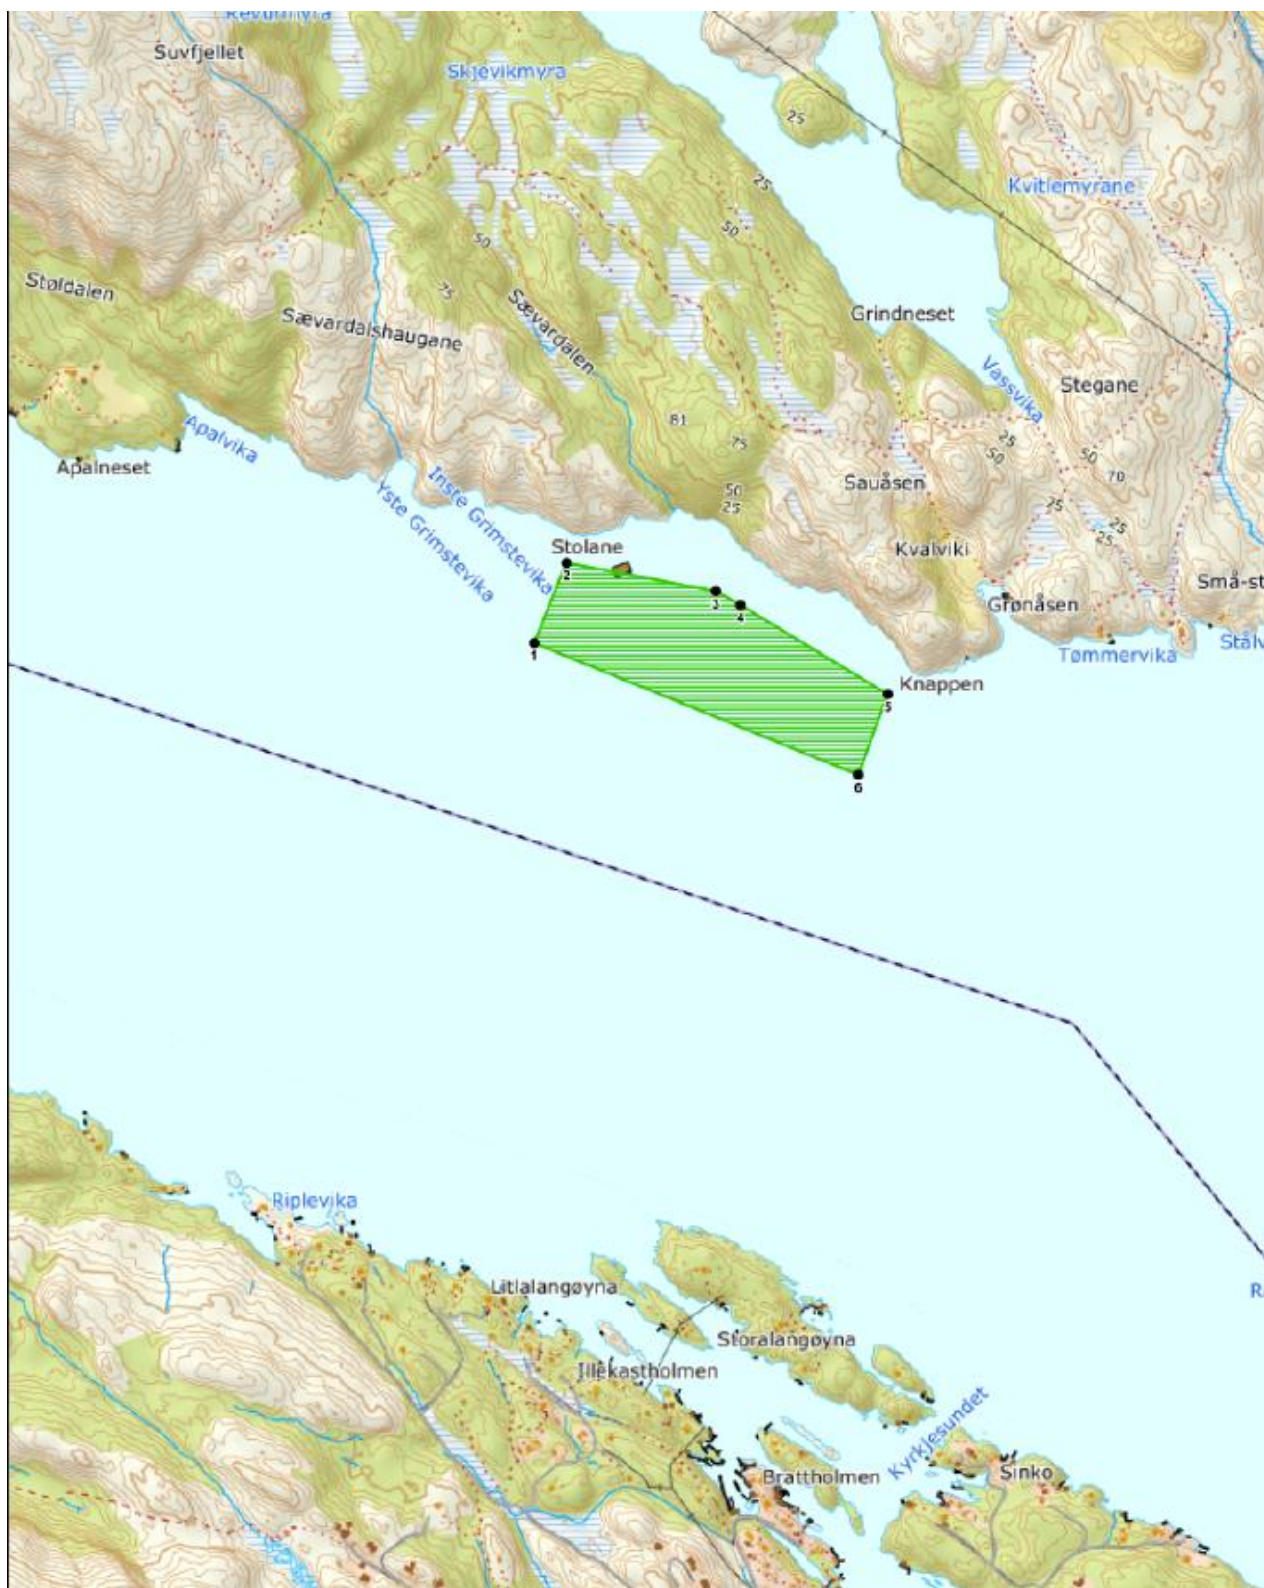 Revurmyra
Suvfjellet
Skjevikmyra
25
Kvitlemyrane
25
50
50
Støldalen
75
Sævardalen
Sævardalshaugane
Grindneset
Vassvika
Stegane
81
75
25
50
50
70
Apalvika
Apalneset
Inste Grimstevika
Yste Grimstevika
50
25
Sauåsen
25
25
25
Stolane
Kvalviki
2
3
4
Grønåsen
Små-st
1
Tømmervika
Stålv
Knappen
5
6
Riplevika
Litlalangøyna
Storalangøyna
Illekastholmen
Kyrkjesundet
Brattholmen
Sinko